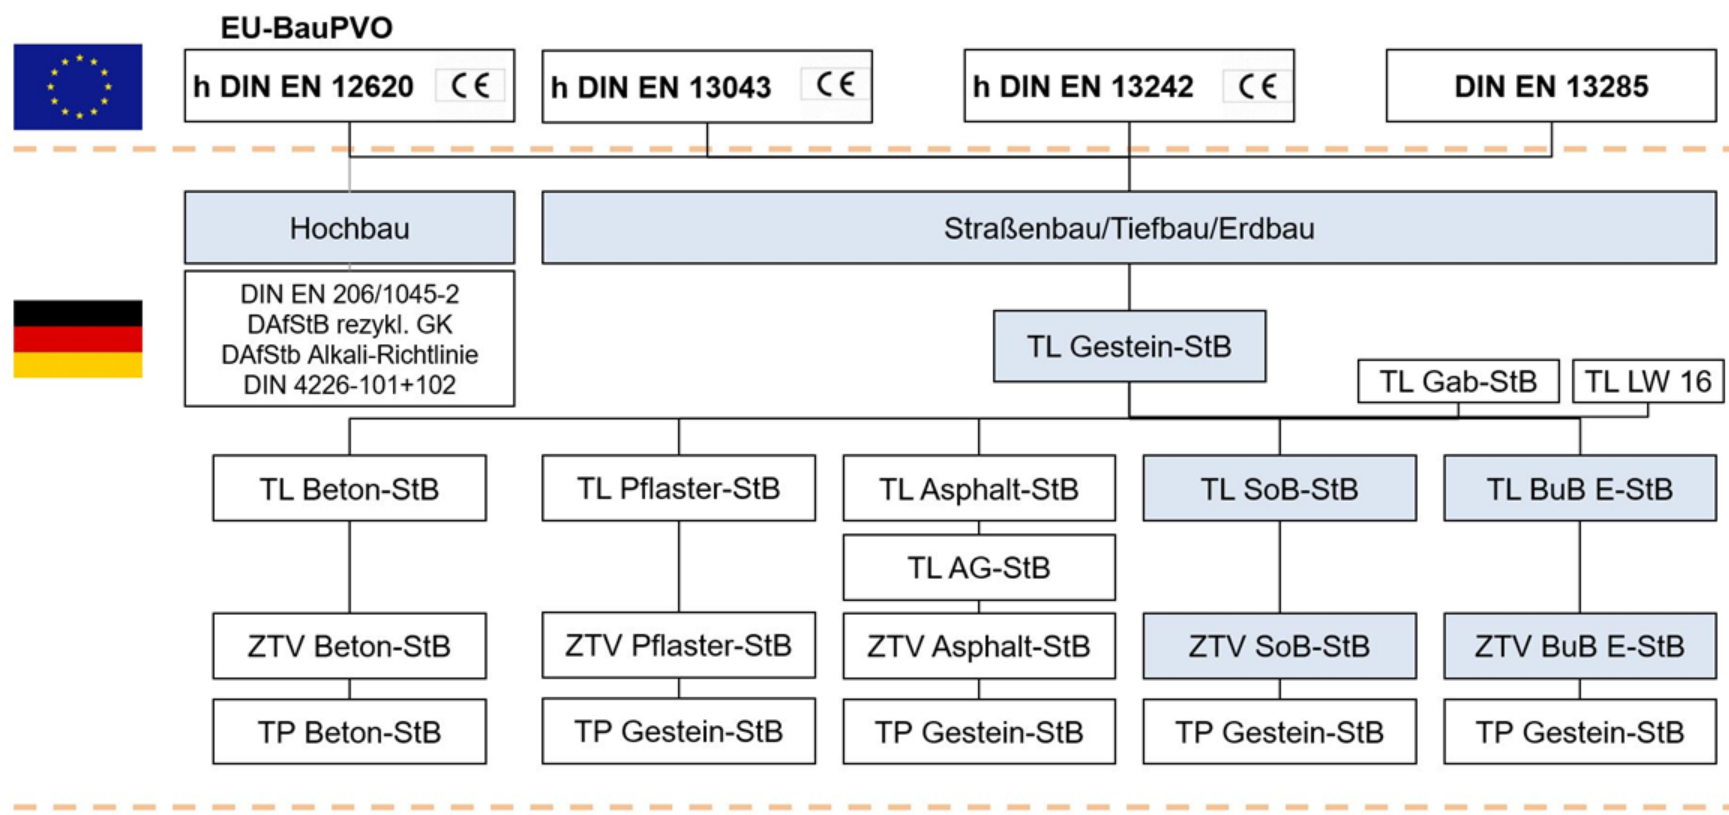 EU-BauPVO
h DIN EN 12620 CE
h DIN EN 13043 CE
h DIN EN 13242 CE
DIN EN 13285
Hochbau
Straßenbau/Tiefbau/Erdbau
DIN EN 206/1045-2
DAfStB rezykl. GK
DAfStb Alkali-Richtlinie
DIN 4226-101+102
TL Gestein-StB
TL Gab-StB
TL LW 16
TL Beton-StB
TL Pflaster-StB
TL Asphalt-StB
TL SoB-StB
TL BuB E-StB
TL AG-StB
ZTV Beton-StB
ZTV Pflaster-StB
ZTV Asphalt-StB
ZTV SoB-StB
ZTV BuB E-StB
TP Beton-StB
TP Gestein-StB
TP Gestein-StB
TP Gestein-StB
TP Gestein-StB